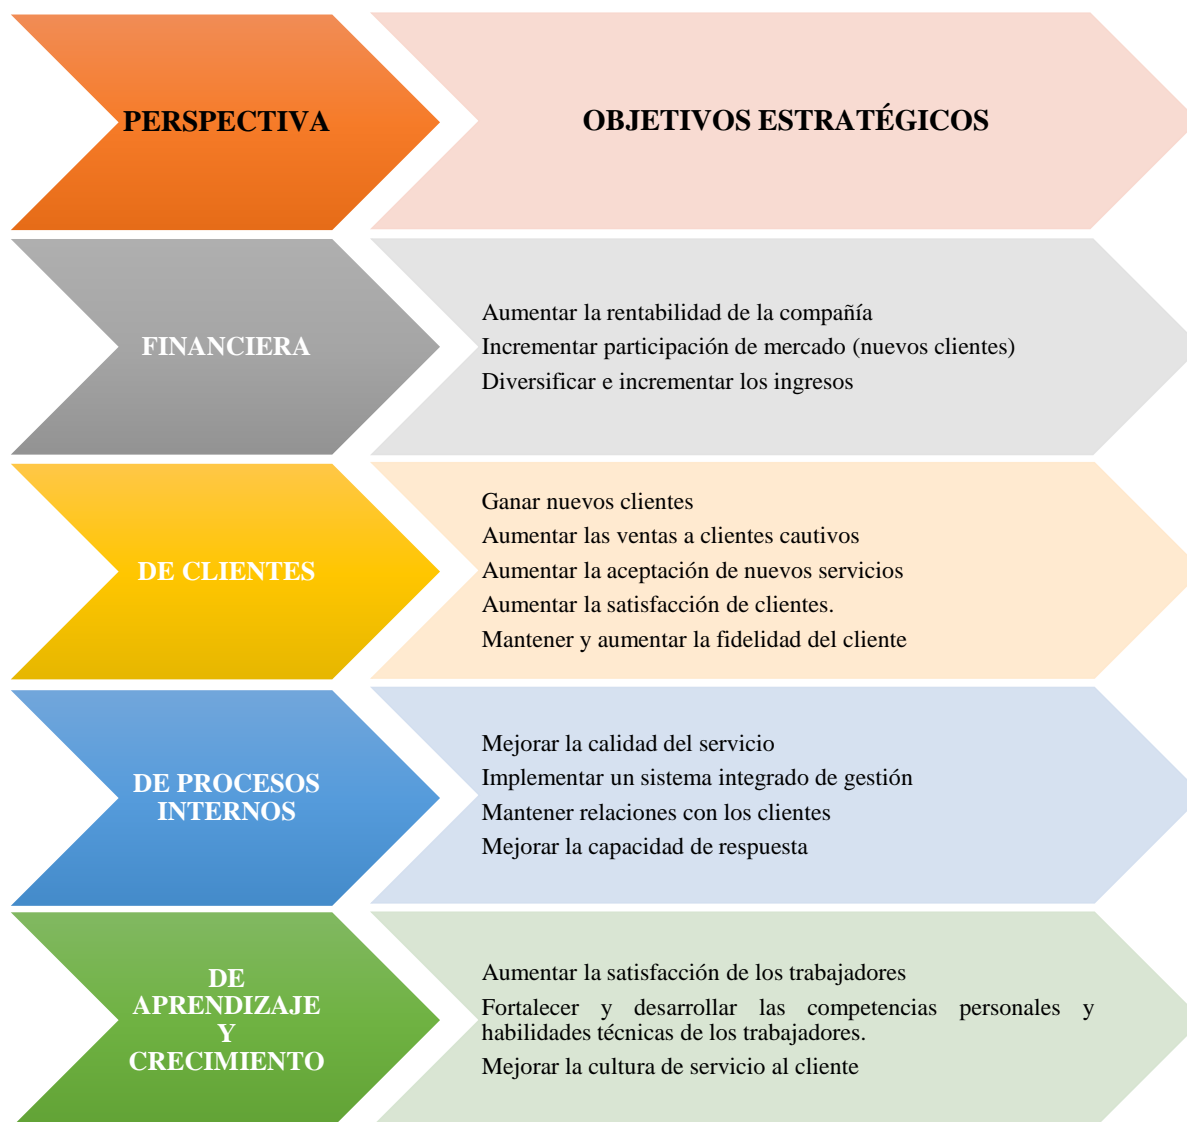 PERSPECTIVA
OBJETIVOS ESTRATÉGICOS
FINANCIERA
Aumentar la rentabilidad de la compañía
Incrementar participación de mercado (nuevos clientes)
Diversificar e incrementar los ingresos
DE CLIENTES
Ganar nuevos clientes
Aumentar las ventas a clientes cautivos
Aumentar la aceptación de nuevos servicios
Aumentar la satisfacción de clientes.
Mantener y aumentar la fidelidad del cliente
DE PROCESOS
INTERNOS
Mejorar la calidad del servicio
Implementar un sistema integrado de gestión
Mantener relaciones con los clientes
Mejorar la capacidad de respuesta
DE
APRENDIZAJE
Y
CRECIMIENTO
Aumentar la satisfacción de los trabajadores
Fortalecer y desarrollar las competencias personales y
habilidades técnicas de los trabajadores.
Mejorar la cultura de servicio al cliente